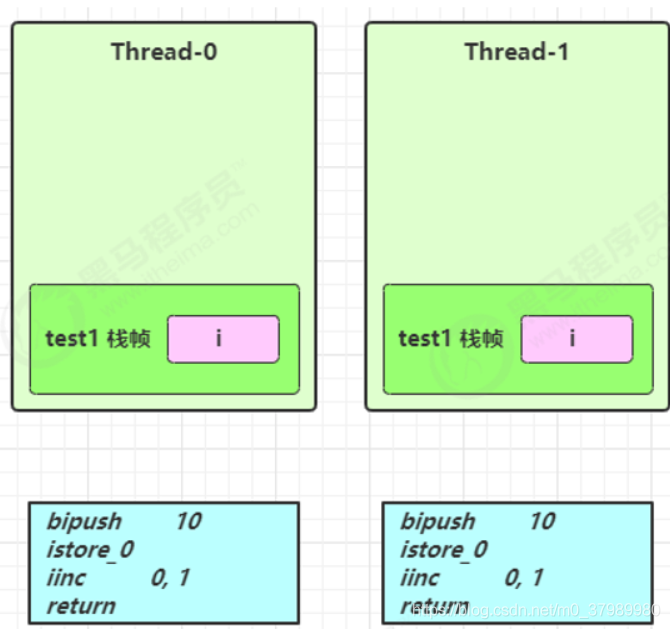 Thread-0
Thread-1
黑马程序员™
www.itheima.com
黑马程序员
www.itheima.com
test1 栈帧 i
test1 栈帧 i
bipush 10
istore_0
iinc 0, 1
return
bipush 10
istore_0
iinc 0, 1
return
https://blog.csdn.net/m0_37989980